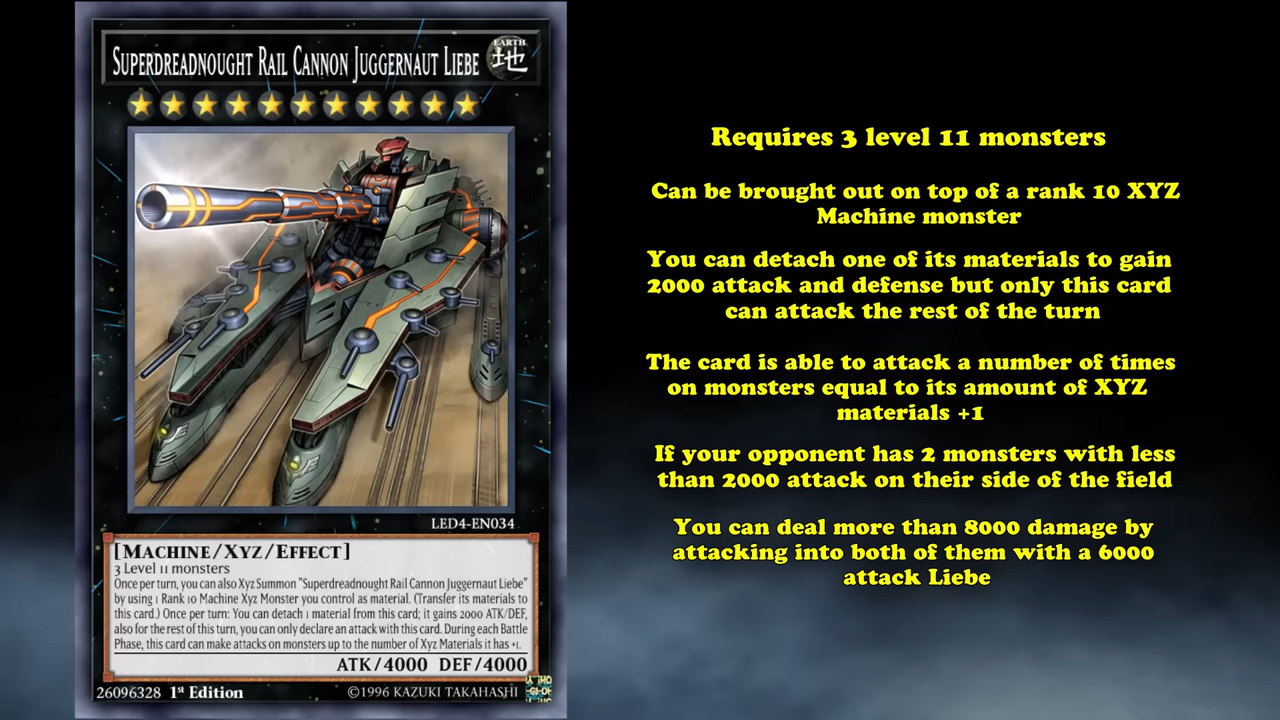 SUPERDREADNOUGHT RAIL CANNON JUGGERNAUT LIEBE
EARTH
地
LED4-EN034
[MACHINE/XYZ/EFFECT]
3 Level 11 monsters
Once per turn, you can also Xyz Summon "Superdreadnought Rail Cannon Juggernaut Liebe"
by using 1 Rank 10 Machine Xyz Monster you control as material. (Transfer its materials to
this card.) Once per turn: You can detach 1 material from this card; it gains 2000 ATK/DEF,
also for the rest of this turn, you can only declare an attack with this card. During each Battle
Phase, this card can make attacks on monsters up to the number of Xyz Materials it has +1.
ATK/4000 DEF/4000
26096328 1st Edition
©1996 KAZUKI TAKAHASHI
Requires 3 level 11 monsters
Can be brought out on top of a rank 10 XYZ
Machine monster
You can detach one of its materials to gain
2000 attack and defense but only this card
can attack the rest of the turn
The card is able to attack a number of times
on monsters equal to its amount of XYZ
materials +1
If your opponent has 2 monsters with less
than 2000 attack on their side of the field
You can deal more than 8000 damage by
attacking into both of them with a 6000
attack Liebe